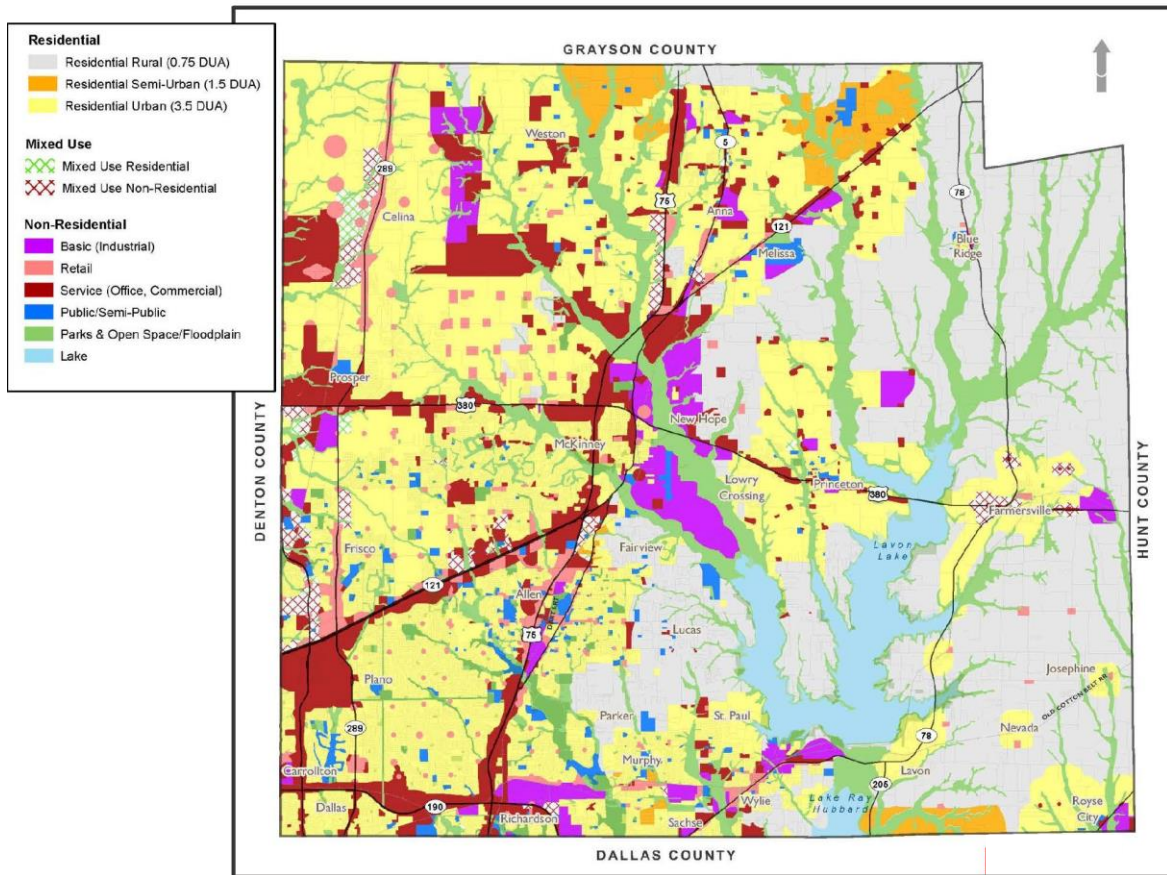 Residential
Residential Rural (0.75 DUA)
Residential Semi-Urban (1.5 DUA)
Residential Urban (3.5 DUA)
Mixed Use
Mixed Use Residential
Mixed Use Non-Residential
Non-Residential
Basic (Industrial)
Retail
Service (Office, Commercial)
Public/Semi-Public
Parks & Open Space/Floodplain
Lake
GRAYSON COUNTY
DENTON COUNTY
HUNT COUNTY
DALLAS COUNTY
Weston
5
289
75
78
Celina
Anna
121
Melissa
Blue
Ridge
Prosper
380
New Hope
McKinney
Lowry
Crossing
Princeton
380
Farmersville
Lavon
Lake
Frisco
Fairview
121
Allen
75
Lucas
Plano
Josephine
OLD COTTON BELT RR
289
Parker
St. Paul
Nevada
78
Murphy
Lavon
Carrollton
205
Dallas
190
Richardson
Wylie
Sachse
Lake Ray
Hubbard
Royse
City